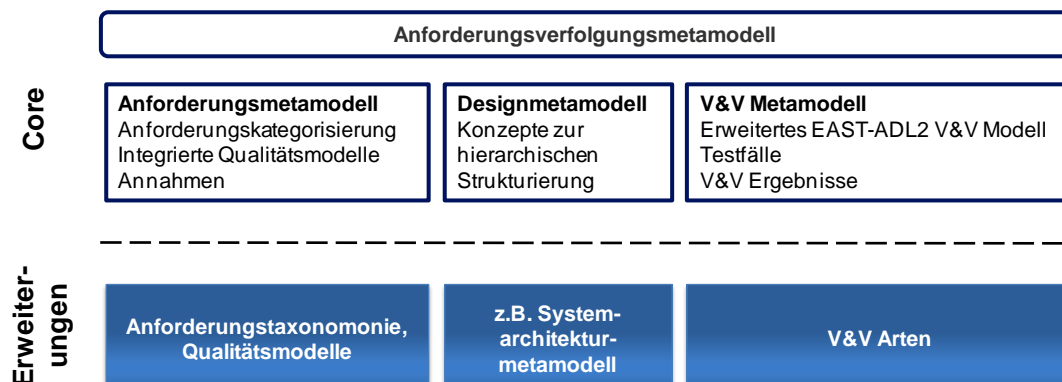 Anforderungsverfolgungsmetamodell
Core
Anforderungsmetamodell
Anforderungskategorisierung
Integrierte Qualitätsmodelle
Annahmen
Designmetamodell
Konzepte zur
hierarchischen
Strukturierung
V&V Metamodell
Erweitertes EAST-ADL2 V&V Modell
Testfälle
V&V Ergebnisse
Erweiter-
ungen
Anforderungstaxonomonie,
Qualitätsmodelle
z.B. System-
architektur-
metamodell
V&V Arten